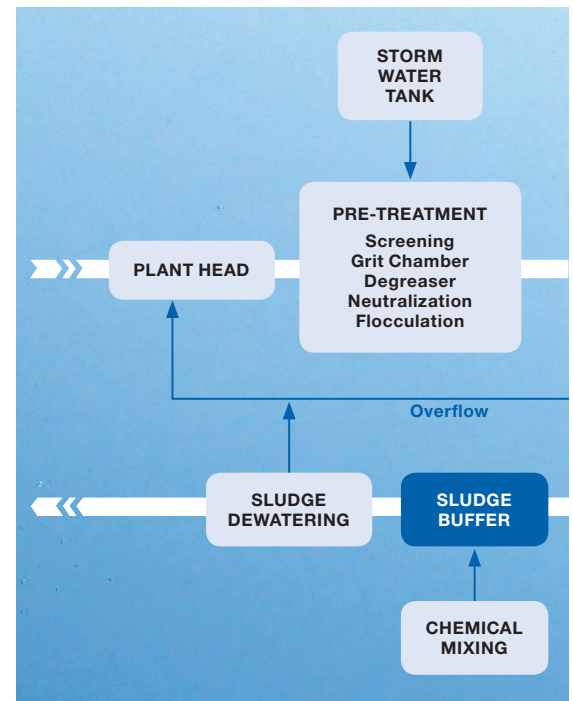 STORM
WATER
TANK
PRE-TREATMENT
Screening
Grit Chamber
Degreaser
Neutralization
Flocculation
PLANT HEAD
Overflow
SLUDGE
DEWATERING
SLUDGE
BUFFER
CHEMICAL
MIXING